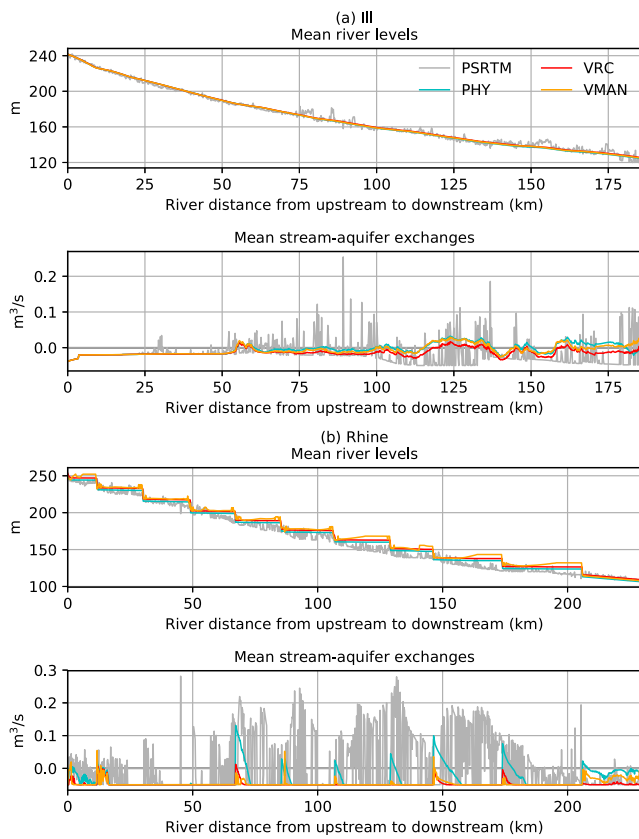 (a) Ill
Mean river levels
240
200
160
120
m
PSRTM
PHY
VRC
VMAN
0 25 50 75 100 125 150 175
River distance from upstream to downstream (km)
Mean stream-aquifer exchanges
0.2
0.1
0.0
m³/s
0 25 50 75 100 125 150 175
River distance from upstream to downstream (km)
(b) Rhine
Mean river levels
250
200
150
100
m
0 50 100 150 200
River distance from upstream to downstream (km)
Mean stream-aquifer exchanges
0.3
0.2
0.1
0.0
m³/s
0 50 100 150 200
River distance from upstream to downstream (km)